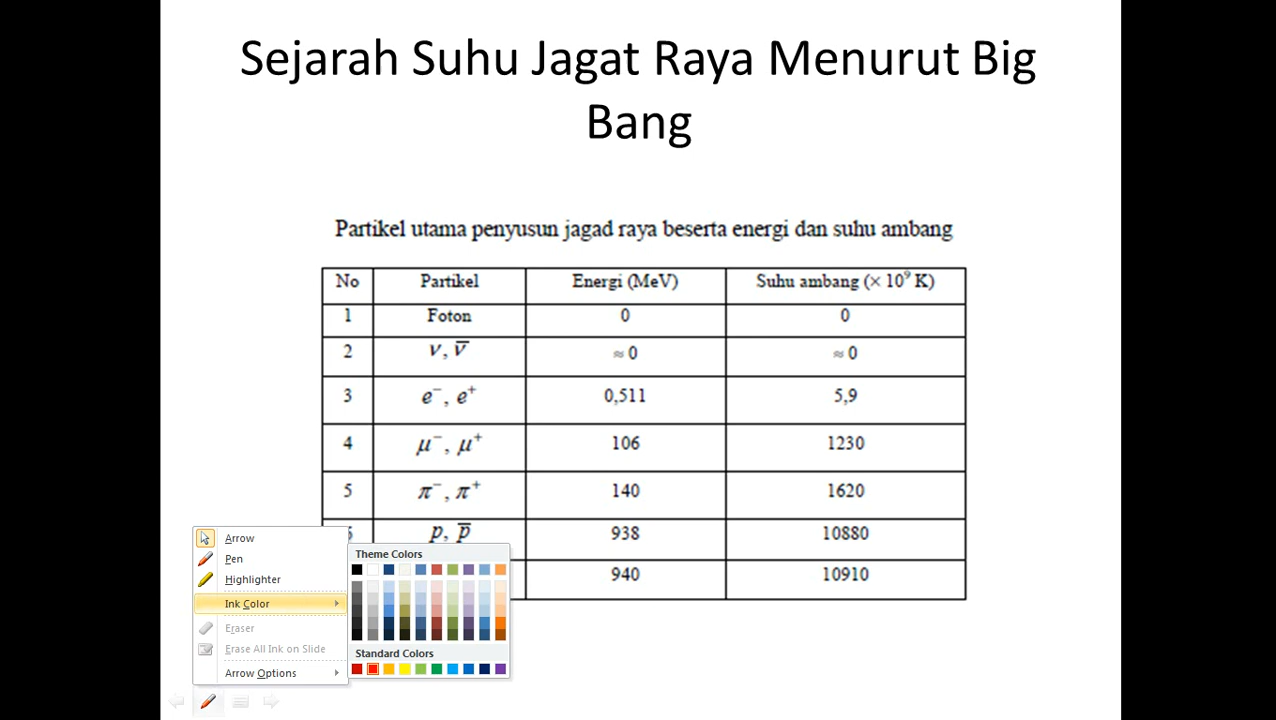 Sejarah Suhu Jagat Raya Menurut Big
Bang
Partikel utama penyusun jagad raya beserta energi dan suhu ambang
No Partikel Energi (MeV) Suhu ambang (× 10⁹ K)
1 Foton 0 0
2 ν, ν̅ ≈ 0 ≈ 0
3 e⁻, e⁺ 0,511 5,9
4 μ⁻, μ⁺ 106 1230
5 π⁻, π⁺ 140 1620
p, p̅ 938 10880
940 10910
Arrow
Pen
Highlighter
Ink Color
Eraser
Erase All Ink on Slide
Arrow Options
Theme Colors
Standard Colors